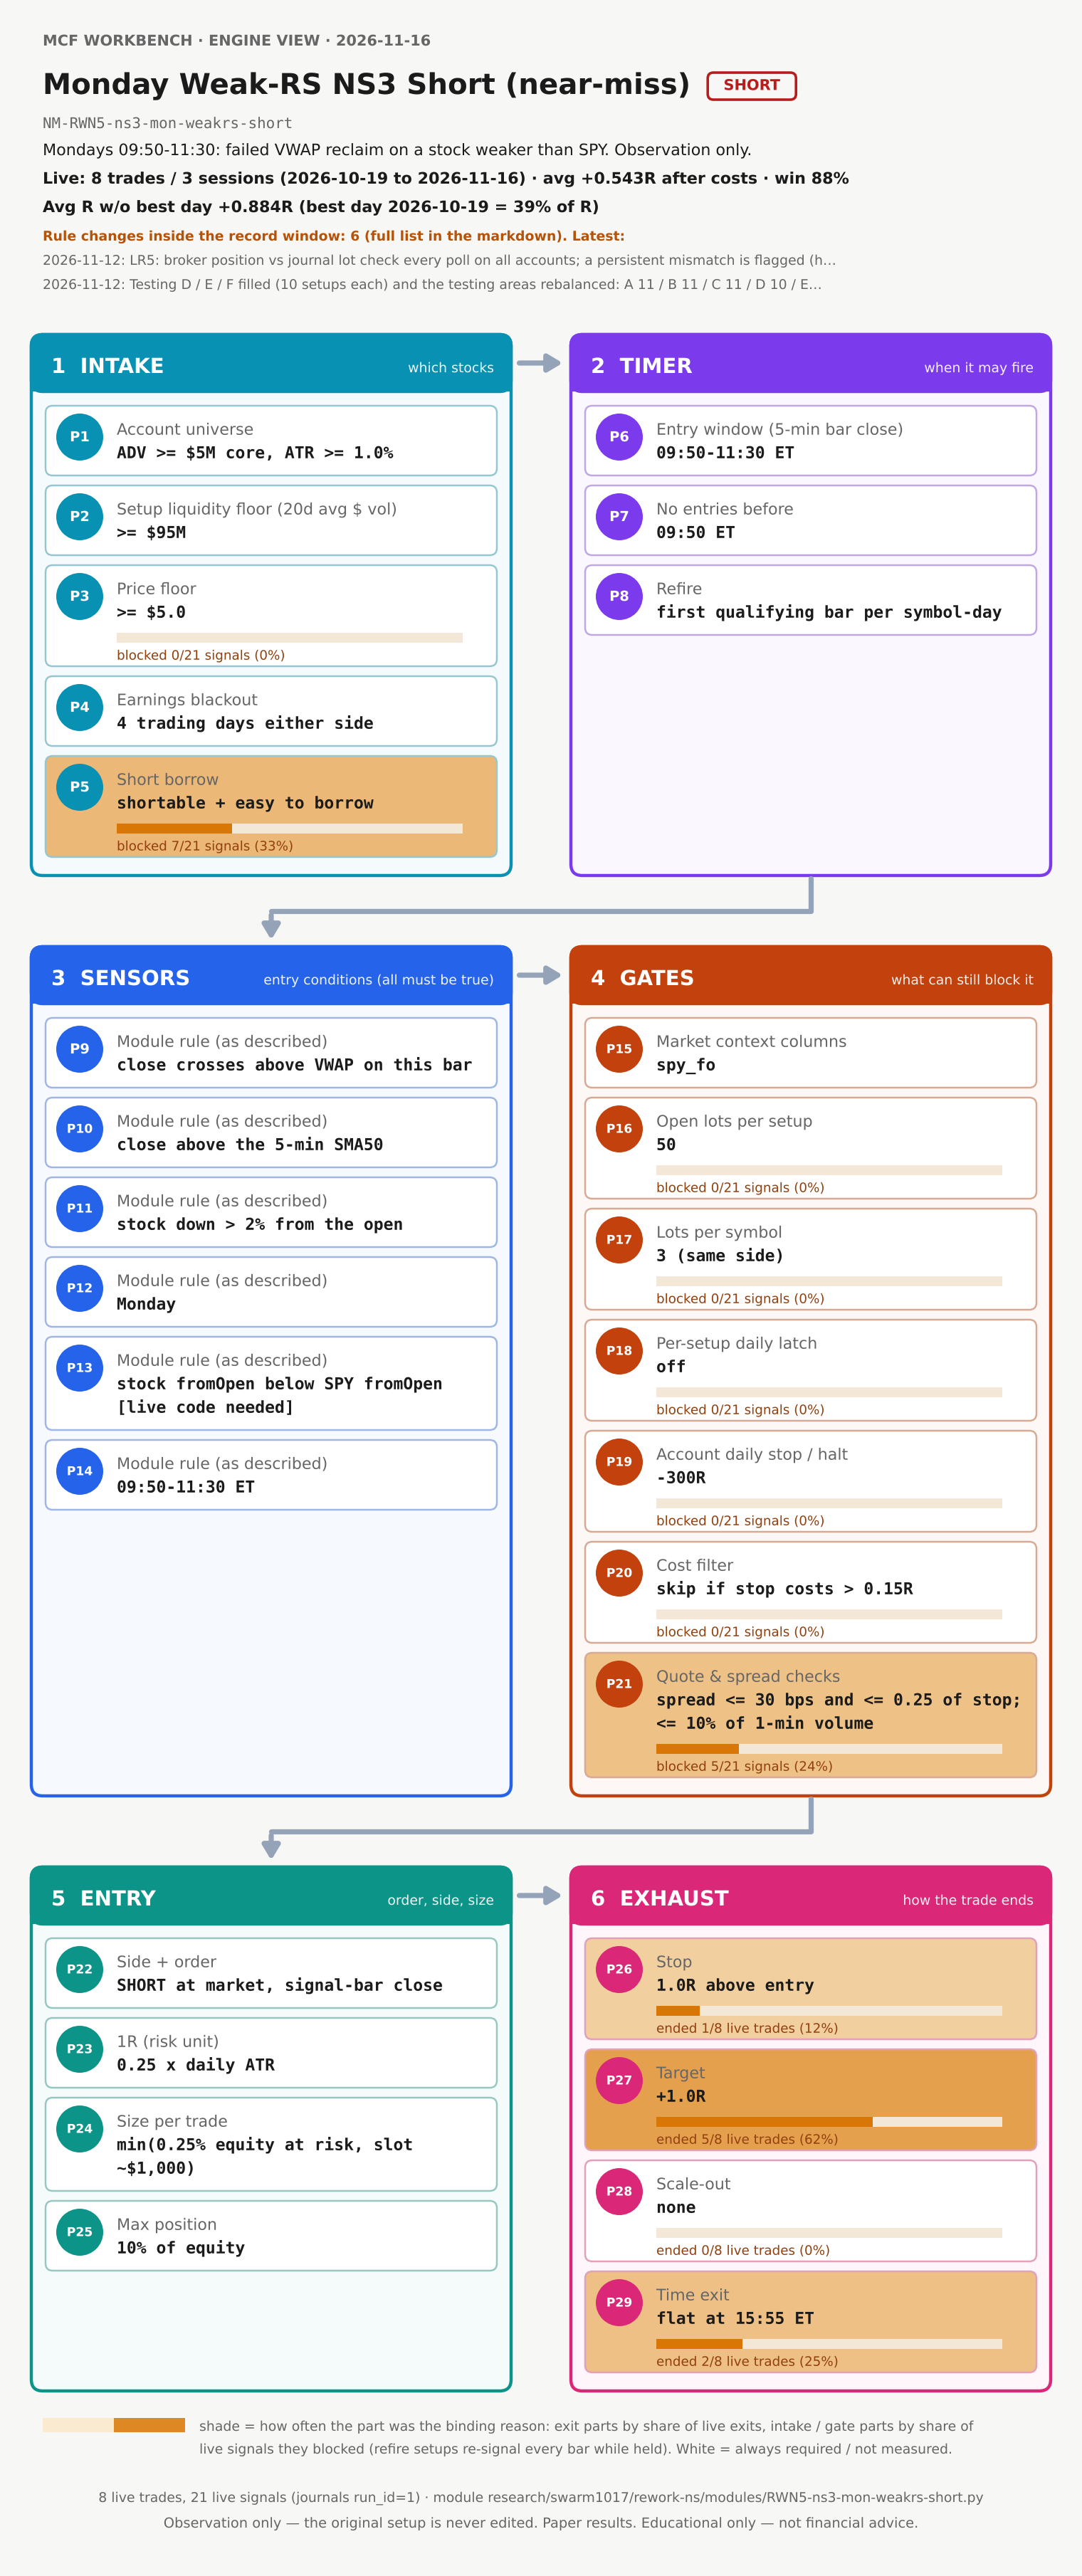 MCF WORKBENCH · ENGINE VIEW · 2026-11-16
Monday Weak-RS NS3 Short (near-miss) SHORT
NM-RWN5-ns3-mon-weakrs-short
Mondays 09:50-11:30: failed VWAP reclaim on a stock weaker than SPY. Observation only.
Live: 8 trades / 3 sessions (2026-10-19 to 2026-11-16) · avg +0.543R after costs · win 88%
Avg R w/o best day +0.884R (best day 2026-10-19 = 39% of R)
Rule changes inside the record window: 6 (full list in the markdown). Latest:
2026-11-12: LR5: broker position vs journal lot check every poll on all accounts; a persistent mismatch is flagged (h...
2026-11-12: Testing D / E / F filled (10 setups each) and the testing areas rebalanced: A 11 / B 11 / C 11 / D 10 / E...
1 INTAKE which stocks
P1 Account universe
ADV >= $5M core, ATR >= 1.0%
P2 Setup liquidity floor (20d avg $ vol)
>= $95M
P3 Price floor
>= $5.0
blocked 0/21 signals (0%)
P4 Earnings blackout
4 trading days either side
P5 Short borrow
shortable + easy to borrow
blocked 7/21 signals (33%)
2 TIMER when it may fire
P6 Entry window (5-min bar close)
09:50-11:30 ET
P7 No entries before
09:50 ET
P8 Refire
first qualifying bar per symbol-day
3 SENSORS entry conditions (all must be true)
P9 Module rule (as described)
close crosses above VWAP on this bar
P10 Module rule (as described)
close above the 5-min SMA50
P11 Module rule (as described)
stock down > 2% from the open
P12 Module rule (as described)
Monday
P13 Module rule (as described)
stock fromOpen below SPY fromOpen
[live code needed]
P14 Module rule (as described)
09:50-11:30 ET
4 GATES what can still block it
P15 Market context columns
spy_fo
P16 Open lots per setup
50
blocked 0/21 signals (0%)
P17 Lots per symbol
3 (same side)
blocked 0/21 signals (0%)
P18 Per-setup daily latch
off
blocked 0/21 signals (0%)
P19 Account daily stop / halt
-300R
blocked 0/21 signals (0%)
P20 Cost filter
skip if stop costs > 0.15R
blocked 0/21 signals (0%)
P21 Quote & spread checks
spread <= 30 bps and <= 0.25 of stop;
<= 10% of 1-min volume
blocked 5/21 signals (24%)
5 ENTRY order, side, size
P22 Side + order
SHORT at market, signal-bar close
P23 1R (risk unit)
0.25 x daily ATR
P24 Size per trade
min(0.25% equity at risk, slot
~$1,000)
P25 Max position
10% of equity
6 EXHAUST how the trade ends
P26 Stop
1.0R above entry
ended 1/8 live trades (12%)
P27 Target
+1.0R
ended 5/8 live trades (62%)
P28 Scale-out
none
ended 0/8 live trades (0%)
P29 Time exit
flat at 15:55 ET
ended 2/8 live trades (25%)
shade = how often the part was the binding reason: exit parts by share of live exits, intake / gate parts by share of
live signals they blocked (refire setups re-signal every bar while held). White = always required / not measured.
8 live trades, 21 live signals (journals run_id=1) · module research/swarm1017/rework-ns/modules/RWN5-ns3-mon-weakrs-short.py
Observation only — the original setup is never edited. Paper results. Educational only — not financial advice.